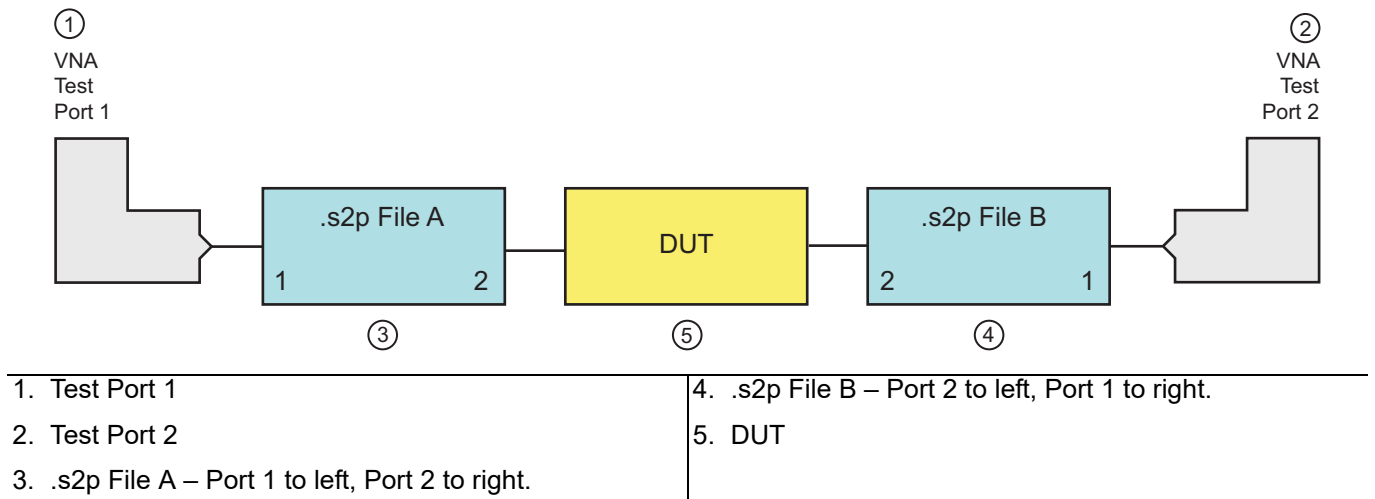 1
VNA
Test
Port 1
2
VNA
Test
Port 2
.s2p File A
1 2
DUT
.s2p File B
2 1
3
5
4
1. Test Port 1
2. Test Port 2
3. .s2p File A – Port 1 to left, Port 2 to right.
4. .s2p File B – Port 2 to left, Port 1 to right.
5. DUT